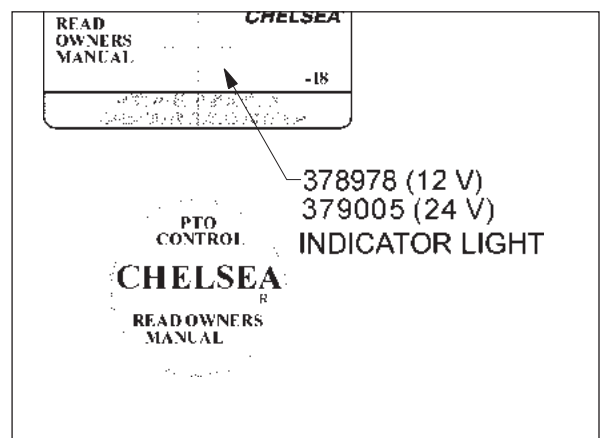 READ
OWNERS
MANUAL
CHELSEA
-18
378978 (12 V)
379005 (24 V)
INDICATOR LIGHT
PTO
CONTROL
CHELSEA
R
READ OWNERS
MANUAL